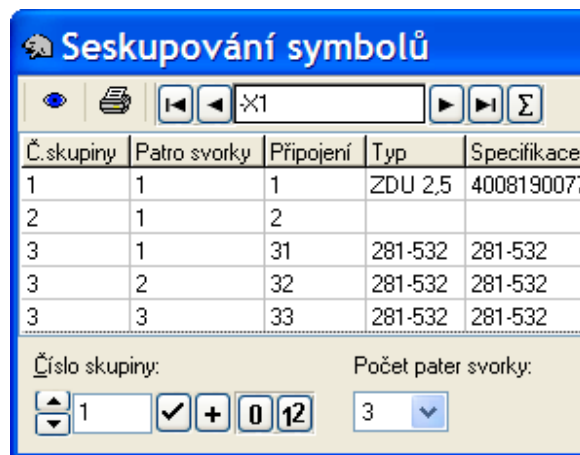 Seskupování symbolů
-X1 Σ
Č.skupiny Patro svorky Připojení Typ Specifikace
1 1 1 ZDU 2,5 4008190077
2 1 2
3 1 31 281-532 281-532
3 2 32 281-532 281-532
3 3 33 281-532 281-532
Číslo skupiny: Počet pater svorky:
1 + 0 12 3